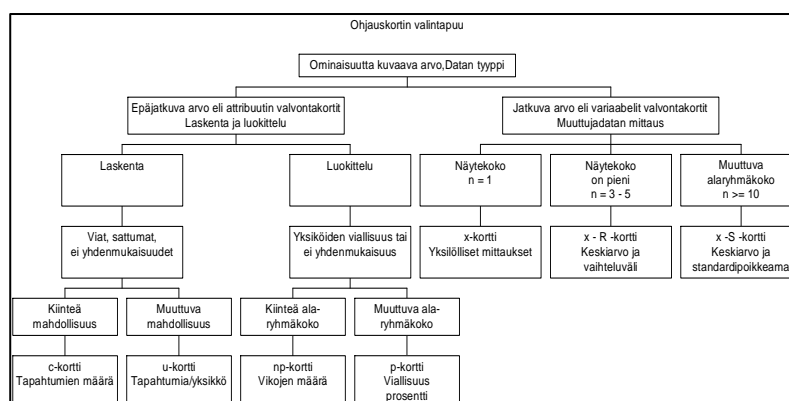 Ohjauskortin valintapuu
Ominaisuutta kuvaava arvo,Datan tyyppi
Epäjatkuva arvo eli attribuutin valvontakortit
Laskenta ja luokittelu
Jatkuva arvo eli variaabelit valvontakortit
Muuttujadatan mittaus
Laskenta
Luokittelu
Näytekoko
n = 1
Näytekoko
on pieni
n = 3 - 5
Muuttuva
alaryhmäkoko
n >= 10
Viat, sattumat,
ei yhdenmukaisuudet
Yksiköiden viallisuus tai
ei yhdenmukaisuus
x-kortti
Yksilölliset mittaukset
x - R -kortti
Keskiarvo ja
vaihteluväli
x -S -kortti
Keskiarvo ja
standardipoikkeama
Kiinteä
mahdollisuus
Muuttuva
mahdollisuus
Kiinteä ala-
ryhmäkoko
Muuttuva ala-
ryhmäkoko
c-kortti
Tapahtumien määrä
u-kortti
Tapahtumia/yksikkö
np-kortti
Vikojen määrä
p-kortti
Viallisuus
prosentti